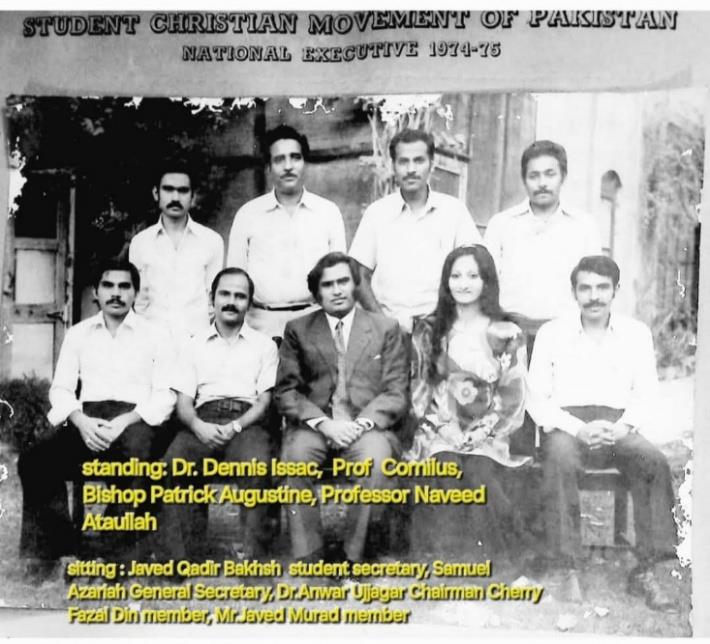 STUDENT CHRISTIAN MOVEMENT OF PAKISTAN
NATIONAL EXECUTIVE 1974-75
standing: Dr. Dennis Issac, Prof Cornilus,
Bishop Patrick Augustine, Professor Naveed
Ataullah
sitting : Javed Qadir Bakhsh student secretary, Samuel
Azariah General Secretary, Dr.Anwar Ujjagar Chairman Cherry
Fazal Din member, Mr.Javed Murad member